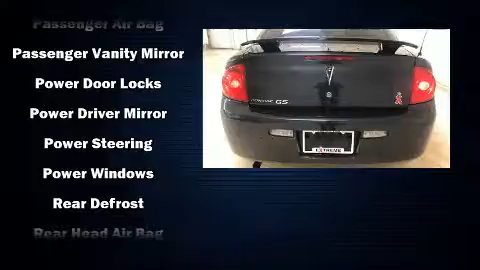 Passenger Air Bag
Passenger Vanity Mirror
Power Door Locks
Power Driver Mirror
Power Steering
Power Windows
Rear Defrost
Rear Head Air Bag
GS
EXTREME